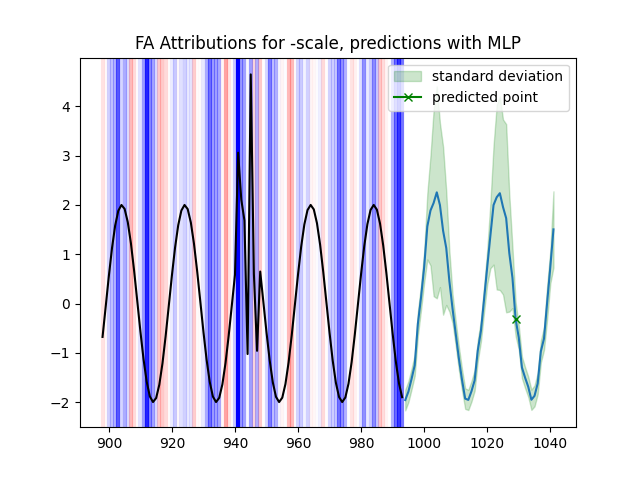 FA Attributions for -scale, predictions with MLP
standard deviation
predicted point
4
3
2
1
0
−1
−2
900 920 940 960 980 1000 1020 1040